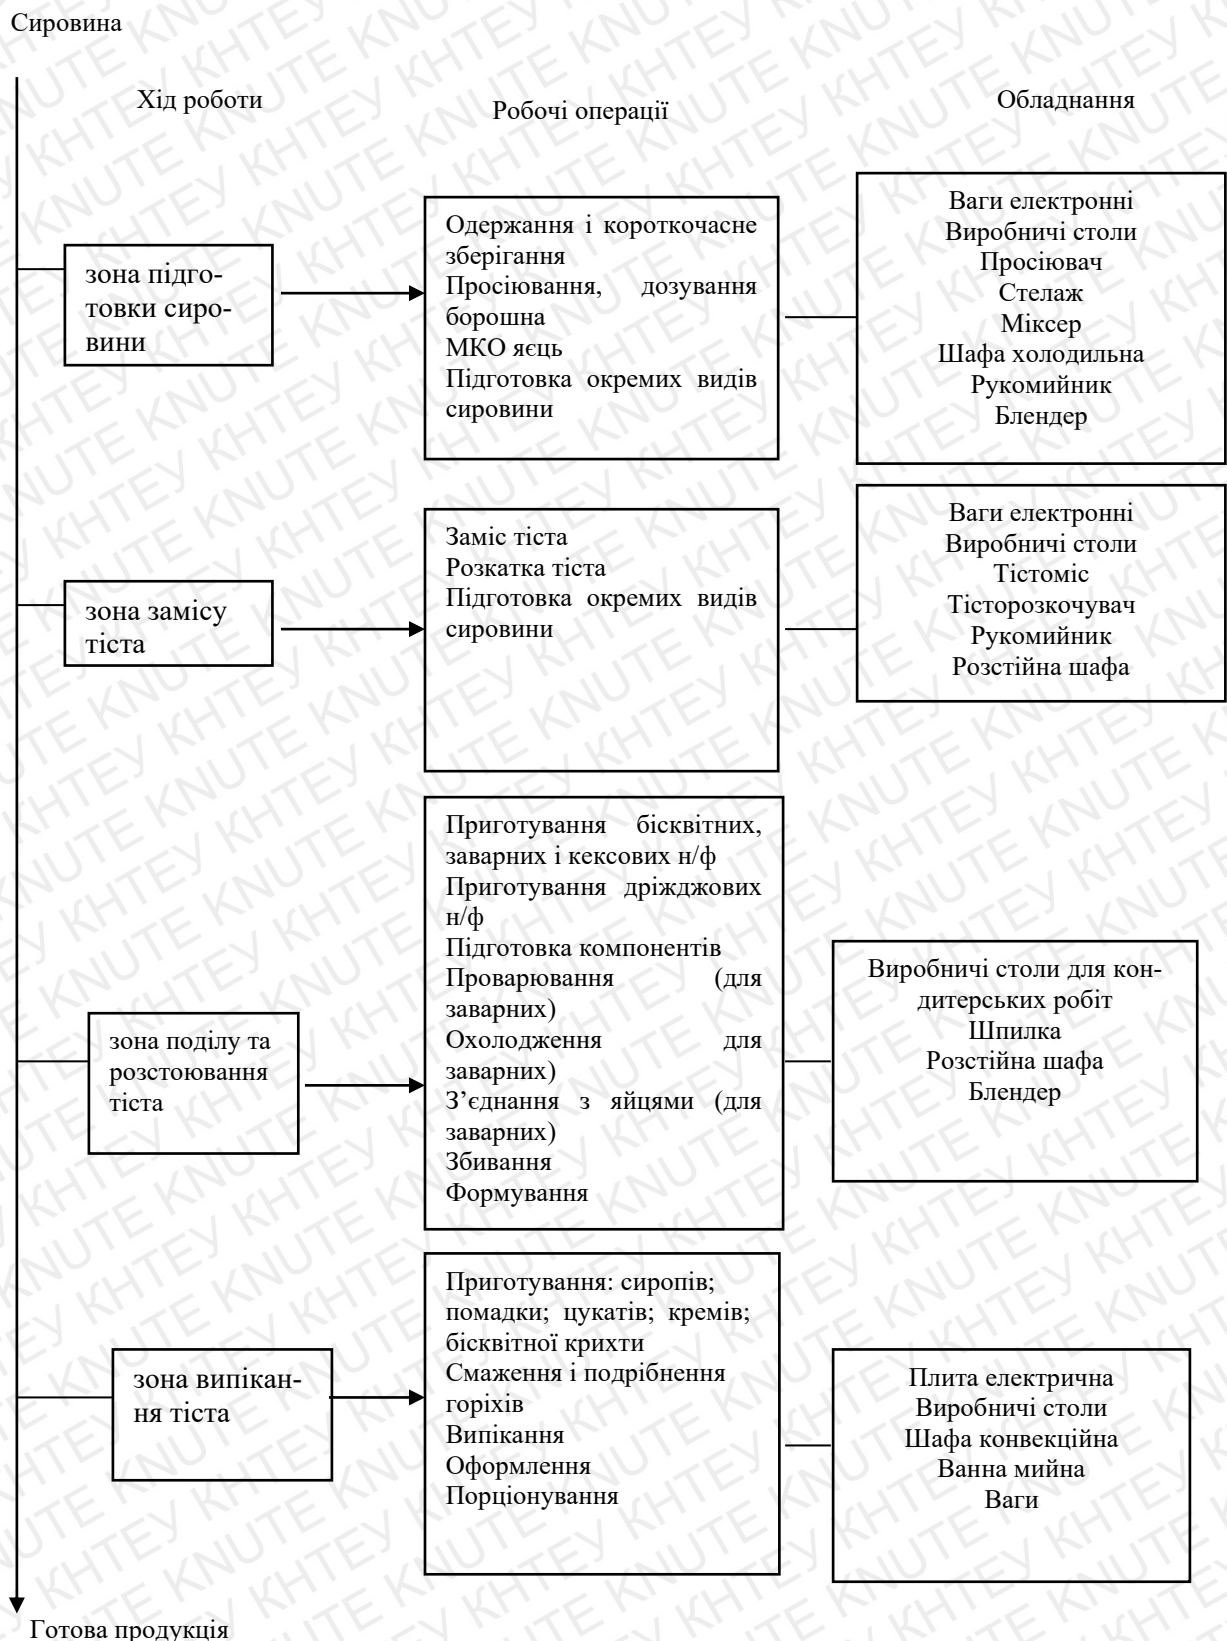 Сировина
Хід роботи
Робочі операції
Обладнання
зона підго-
товки сиро-
вини
Одержання і короткочасне
зберігання
Просіювання, дозування
борошна
МКО яєць
Підготовка окремих видів
сировини
Ваги електронні
Виробничі столи
Просіювач
Стелаж
Міксер
Шафа холодильна
Рукомийник
Блендер
зона замісу
тіста
Заміс тіста
Розкатка тіста
Підготовка окремих видів
сировини
Ваги електронні
Виробничі столи
Тістоміс
Тісторозкочувач
Рукомийник
Розстійна шафа
зона поділу та
розстоювання
тіста
Приготування бісквітних,
заварних і кексових н/ф
Приготування дріжджових
н/ф
Підготовка компонентів
Проварювання (для
заварних)
Охолодження для
заварних)
З’єднання з яйцями (для
заварних)
Збивання
Формування
Виробничі столи для кон-
дитерських робіт
Шпилка
Розстійна шафа
Блендер
зона випікан-
ня тіста
Приготування: сиропів;
помадки; цукатів; кремів;
бісквітної крихти
Смаження і подрібнення
горіхів
Випікання
Оформлення
Порціонування
Плита електрична
Виробничі столи
Шафа конвекційна
Ванна мийна
Ваги
Готова продукція